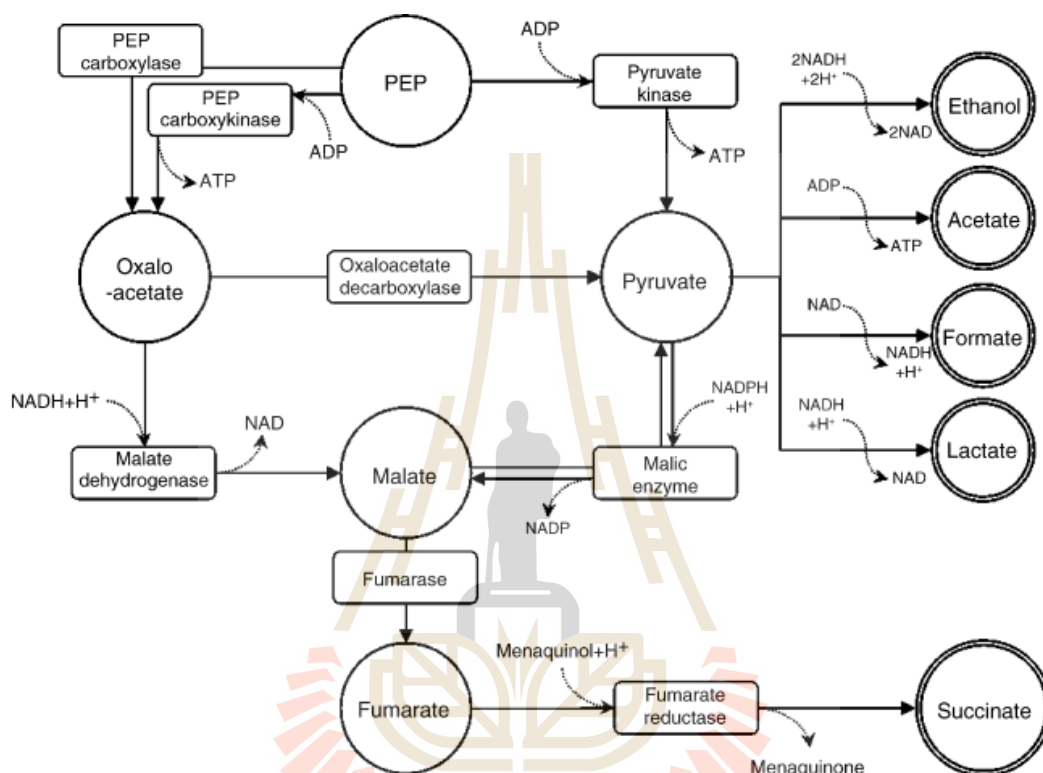 PEP
carboxylase
PEP
carboxykinase
ADP
ATP
PEP
ADP
Pyruvate
kinase
ATP
2NADH
+2H⁺
2NAD
Ethanol
ADP
ATP
Acetate
Oxalo
-acetate
Oxaloacetate
decarboxylase
Pyruvate
NAD
NADH
+H⁺
Formate
NADH+H⁺
NAD
Malate
dehydrogenase
Malate
NADPH
+H⁺
Malic
enzyme
NADP
NADH
+H⁺
NAD
Lactate
Fumarase
Fumarate
Menaquinol+H⁺
Fumarate
reductase
Menaquinone
Succinate